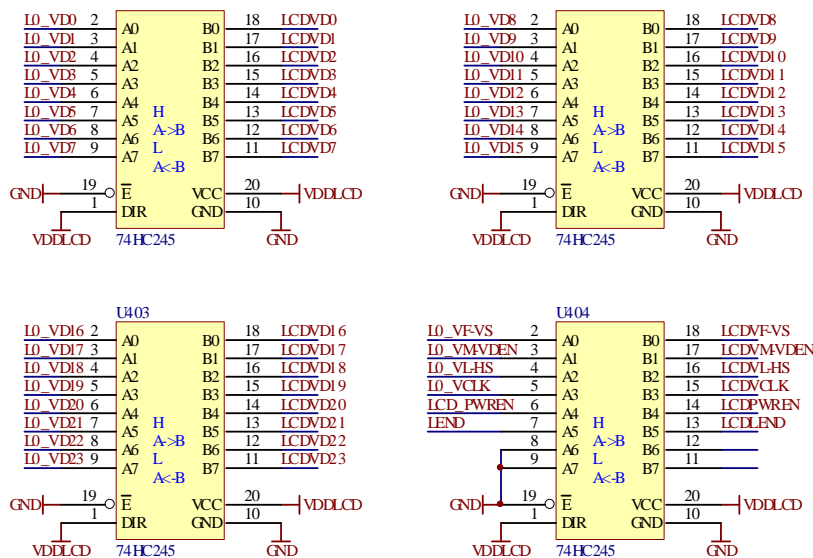 L0_VD0 2 A0 B0 18 LCDVD0
L0_VD1 3 A1 B1 17 LCDVD1
L0_VD2 4 A2 B2 16 LCDVD2
L0_VD3 5 A3 B3 15 LCDVD3
L0_VD4 6 A4 B4 14 LCDVD4
L0_VD5 7 A5 H B5 13 LCDVD5
L0_VD6 8 A6 A->B B6 12 LCDVD6
L0_VD7 9 A7 L B7 11 LCDVD7
A<-B
GND 19 E VCC 20 VDDLCD
1 DIR GND 10
VDDLCD 74HC245 GND
L0_VD8 2 A0 B0 18 LCDVD8
L0_VD9 3 A1 B1 17 LCDVD9
L0_VD10 4 A2 B2 16 LCDVD10
L0_VD11 5 A3 B3 15 LCDVD11
L0_VD12 6 A4 B4 14 LCDVD12
L0_VD13 7 A5 H B5 13 LCDVD13
L0_VD14 8 A6 A->B B6 12 LCDVD14
L0_VD15 9 A7 L B7 11 LCDVD15
A<-B
GND 19 E VCC 20 VDDLCD
1 DIR GND 10
VDDLCD 74HC245 GND
U403
L0_VD16 2 A0 B0 18 LCDVD16
L0_VD17 3 A1 B1 17 LCDVD17
L0_VD18 4 A2 B2 16 LCDVD18
L0_VD19 5 A3 B3 15 LCDVD19
L0_VD20 6 A4 B4 14 LCDVD20
L0_VD21 7 A5 H B5 13 LCDVD21
L0_VD22 8 A6 A->B B6 12 LCDVD22
L0_VD23 9 A7 L B7 11 LCDVD23
A<-B
GND 19 E VCC 20 VDDLCD
1 DIR GND 10
VDDLCD 74HC245 GND
U404
L0_VF-VS 2 A0 B0 18 LCDVF-VS
L0_VM-VDEN 3 A1 B1 17 LCDVM-VDEN
L0_VL-HS 4 A2 B2 16 LCDVL-HS
L0_VCLK 5 A3 B3 15 LCDVCLK
LCD_PWREN 6 A4 B4 14 LCDPWREN
LEND 7 A5 H B5 13 LCDLEND
8 A6 A->B B6 12
9 A7 L B7 11
A<-B
GND 19 E VCC 20 VDDLCD
1 DIR GND 10
VDDLCD 74HC245 GND